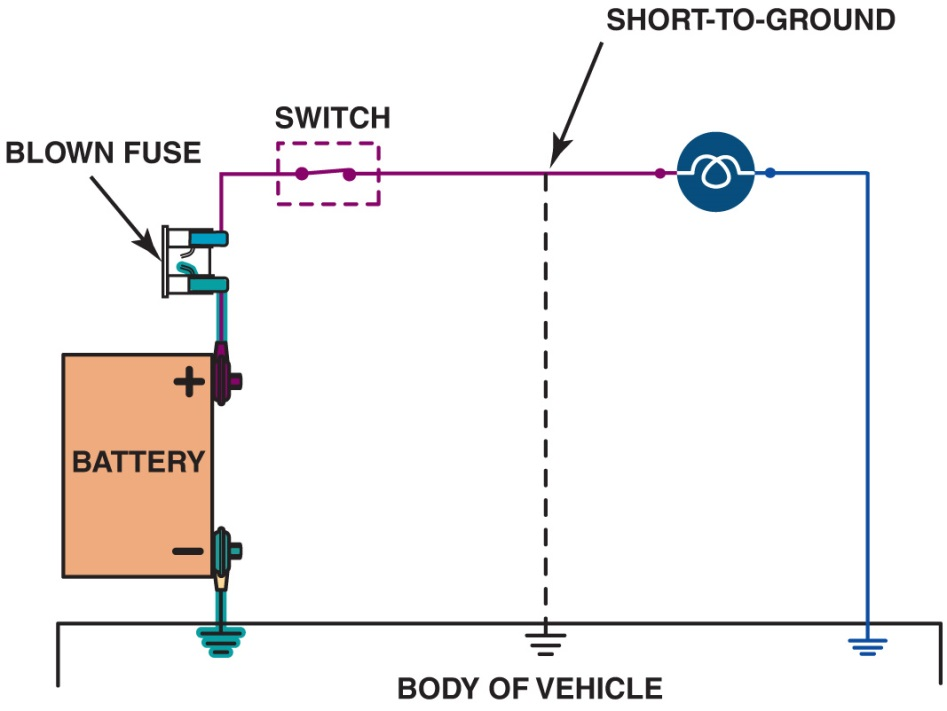 SHORT-TO-GROUND
SWITCH
BLOWN FUSE
+
BATTERY
−
BODY OF VEHICLE